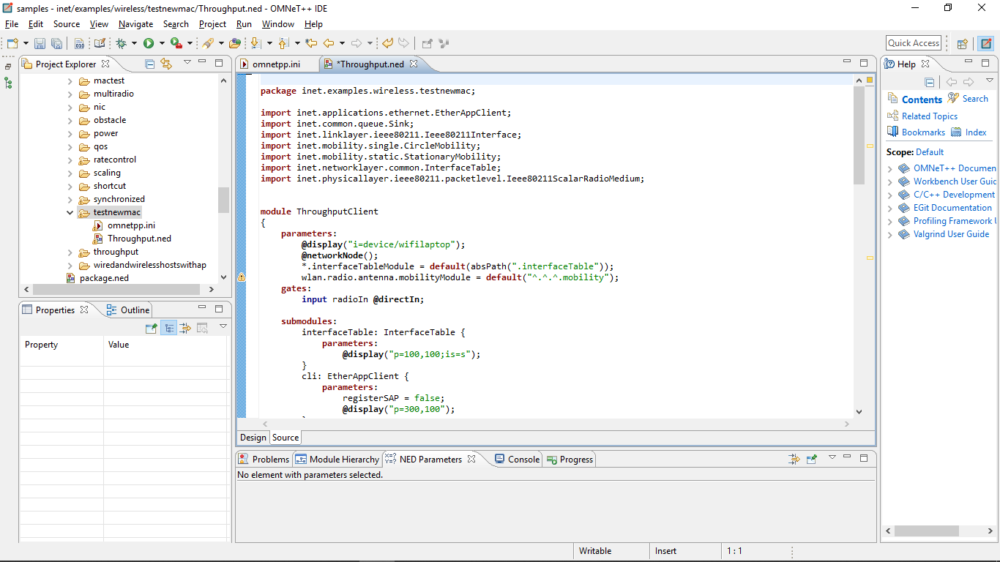 samples - inet/examples/wireless/testnewmac/Throughput.ned - OMNeT++ IDE
File Edit Source View Navigate Search Project Run Window Help
Quick Access
Project Explorer
mactest
multiradio
nic
obstacle
power
qos
ratecontrol
scaling
shortcut
synchronized
testnewmac
omnetpp.ini
Throughput.ned
throughput
wiredandwirelesshostswithap
package.ned
Properties Outline
Property Value
omnetpp.ini *Throughput.ned
package inet.examples.wireless.testnewmac;
import inet.applications.ethernet.EtherAppClient;
import inet.common.queue.Sink;
import inet.linklayer.ieee80211.Ieee80211Interface;
import inet.mobility.single.CircleMobility;
import inet.mobility.static.StationaryMobility;
import inet.networklayer.common.InterfaceTable;
import inet.physicallayer.ieee80211.packetlevel.Ieee80211ScalarRadioMedium;
module ThroughputClient
{
parameters:
@display("i=device/wifilaptop");
@networkNode();
*.interfaceTableModule = default(absPath(".interfaceTable"));
wlan.radio.antenna.mobilityModule = default("^.^.^.mobility");
gates:
input radioIn @directIn;
submodules:
interfaceTable: InterfaceTable {
parameters:
@display("p=100,100;is=s");
}
cli: EtherAppClient {
parameters:
registerSAP = false;
@display("p=300,100");
Design Source
Problems Module Hierarchy NED Parameters Console Progress
No element with parameters selected.
Help
Contents Search
Related Topics
Bookmarks Index
Scope: Default
OMNeT++ Documen
Workbench User Guid
C/C++ Development
EGit Documentation
Profiling Framework U
Valgrind User Guide
Writable Insert 1 : 1